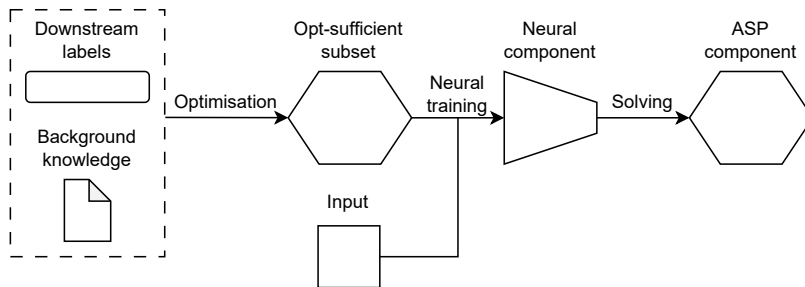 Downstream
labels
Background
knowledge
Optimisation
Opt-sufficient
subset
Neural
training
Input
Neural
component
Solving
ASP
component